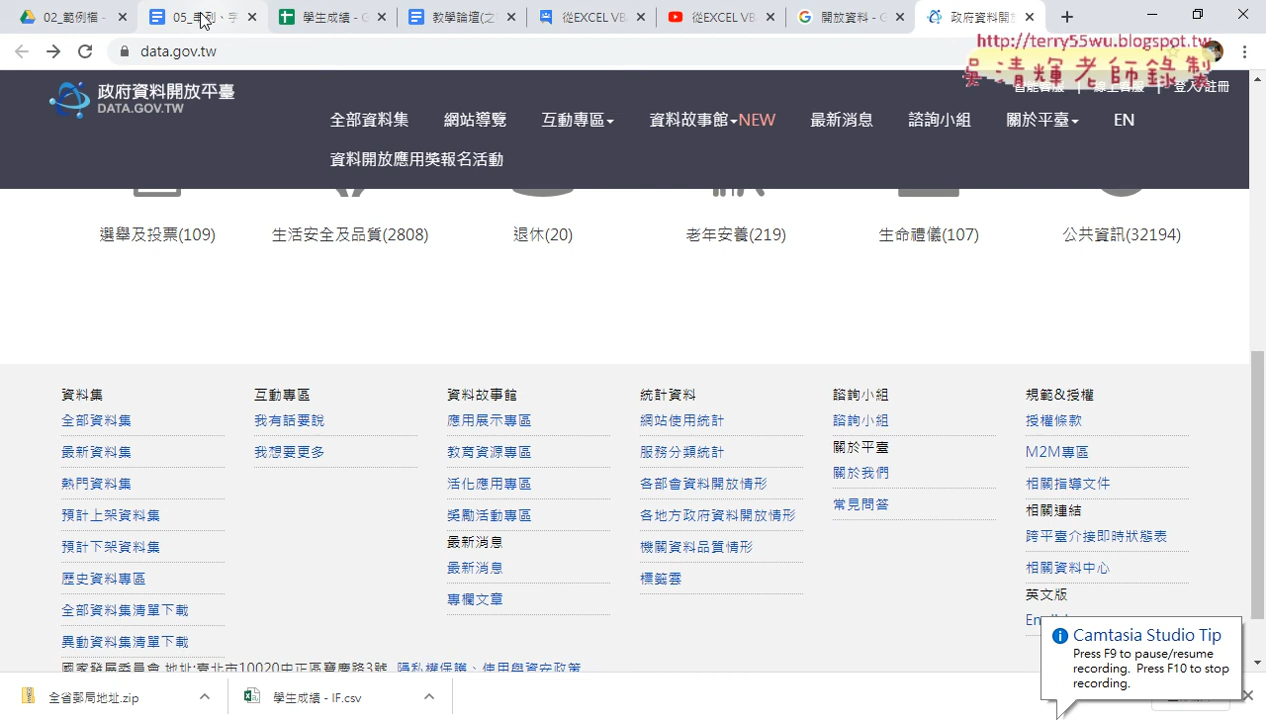 02_範例檔 -
05_串列、字
學生成績 - G
教學論壇(之
從EXCEL VB
從EXCEL VB
開放資料 - G
政府資料開放
data.gov.tw
http://terry55wu.blogspot.tw
吳清輝老師錄製
智能客服 | 線上客服 | 登入/註冊
政府資料開放平臺
DATA.GOV.TW
全部資料集
網站導覽
互動專區
資料故事館 NEW
最新消息
諮詢小組
關於平臺
EN
資料開放應用獎報名活動
選舉及投票(109)
生活安全及品質(2808)
退休(20)
老年安養(219)
生命禮儀(107)
公共資訊(32194)
資料集
全部資料集
最新資料集
熱門資料集
預計上架資料集
預計下架資料集
歷史資料專區
全部資料集清單下載
異動資料集清單下載
互動專區
我有話要說
我想要更多
資料故事館
應用展示專區
教育資源專區
活化應用專區
獎勵活動專區
最新消息
最新消息
專欄文章
統計資料
網站使用統計
服務分類統計
各部會資料開放情形
各地方政府資料開放情形
機關資料品質情形
標籤雲
諮詢小組
諮詢小組
關於平臺
關於我們
常見問答
規範&授權
授權條款
M2M專區
相關指導文件
相關連結
跨平臺介接即時狀態表
相關資料中心
英文版
國家發展委員會 地址:臺北市10020中正區寶慶路3號 隱私權保護、使用與資安政策
Camtasia Studio Tip
Press F9 to pause/resume
recording. Press F10 to stop
recording.
全省郵局地址.zip
學生成績 - IF.csv